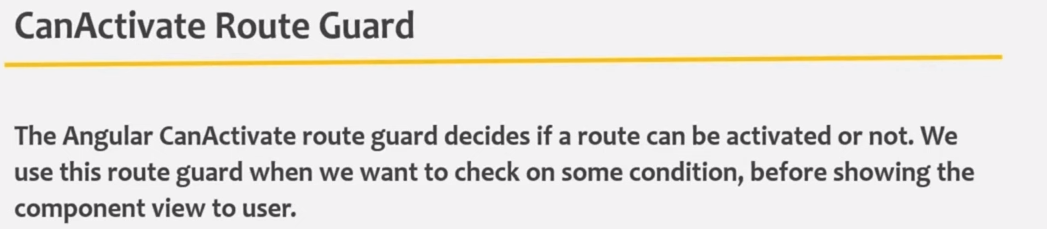 CanActivate Route Guard
The Angular CanActivate route guard decides if a route can be activated or not. We
use this route guard when we want to check on some condition, before showing the
component view to user.